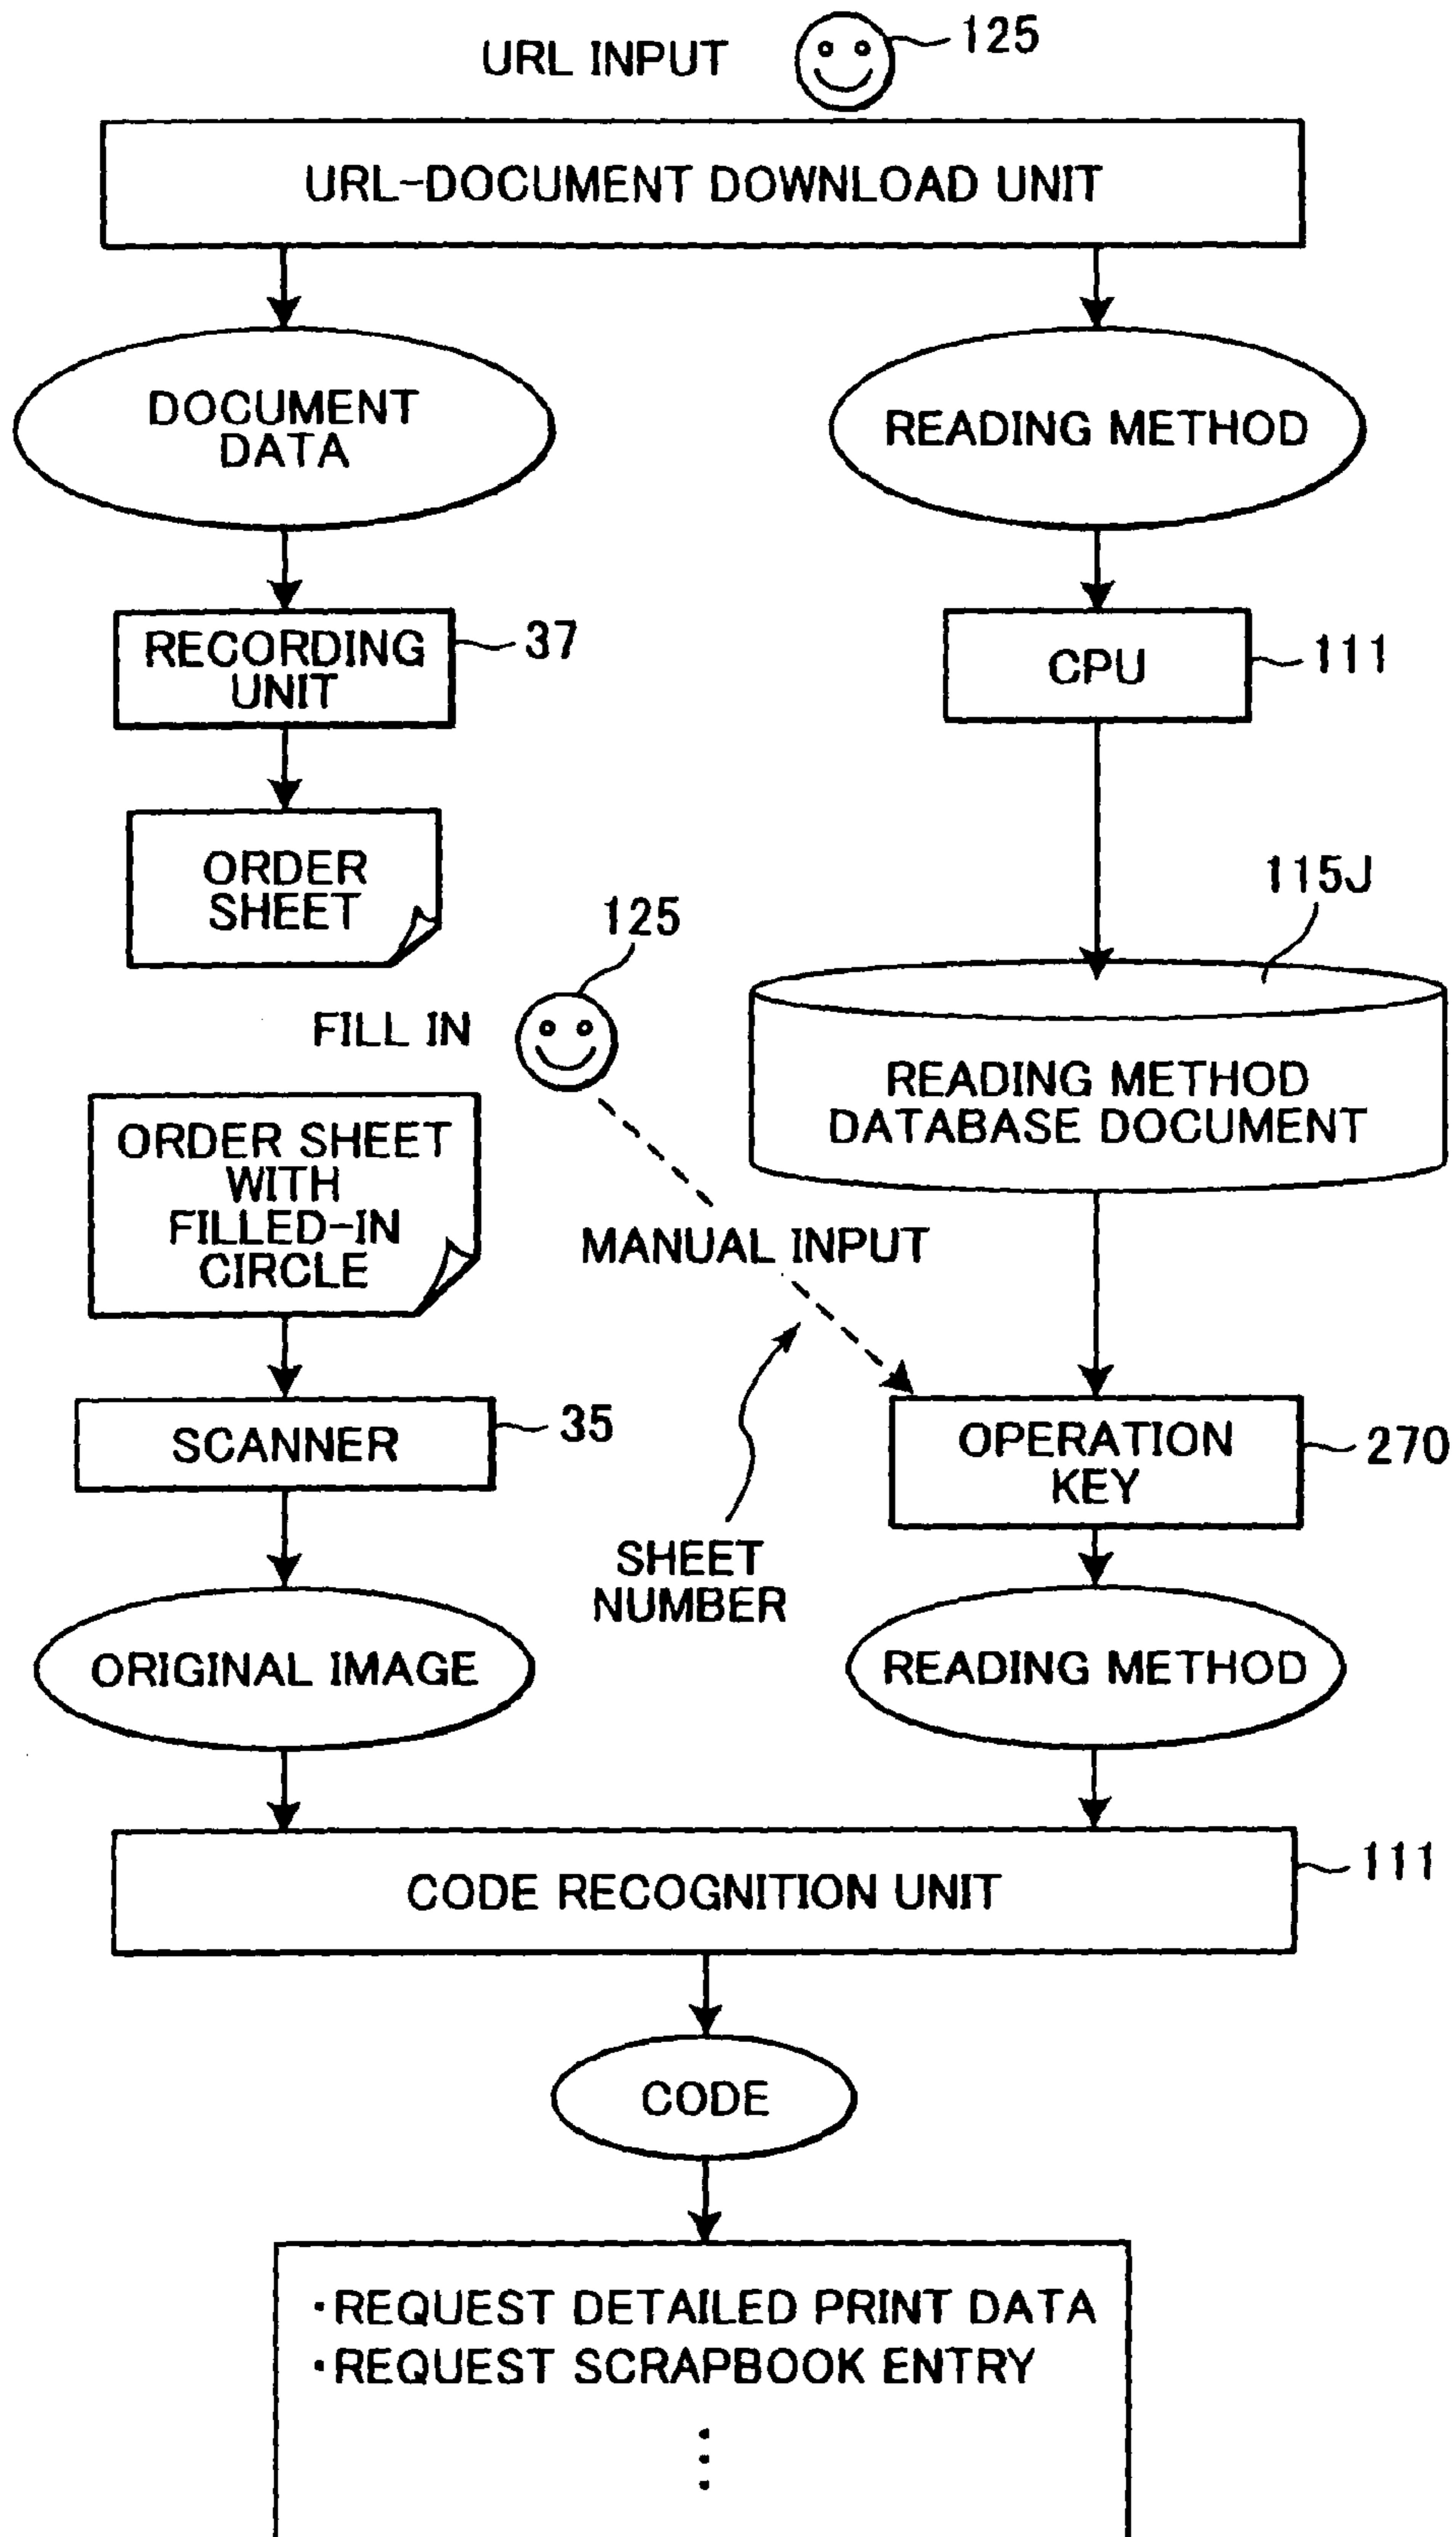 URL INPUT
125
URL-DOCUMENT DOWNLOAD UNIT
DOCUMENT
DATA
READING METHOD
RECORDING
UNIT
37
CPU
111
ORDER
SHEET
115J
125
FILL IN
READING METHOD
DATABASE DOCUMENT
ORDER SHEET
WITH
FILLED-IN
CIRCLE
MANUAL INPUT
SCANNER
35
OPERATION
KEY
270
SHEET
NUMBER
ORIGINAL IMAGE
READING METHOD
CODE RECOGNITION UNIT
111
CODE
・REQUEST DETAILED PRINT DATA
・REQUEST SCRAPBOOK ENTRY
⋮